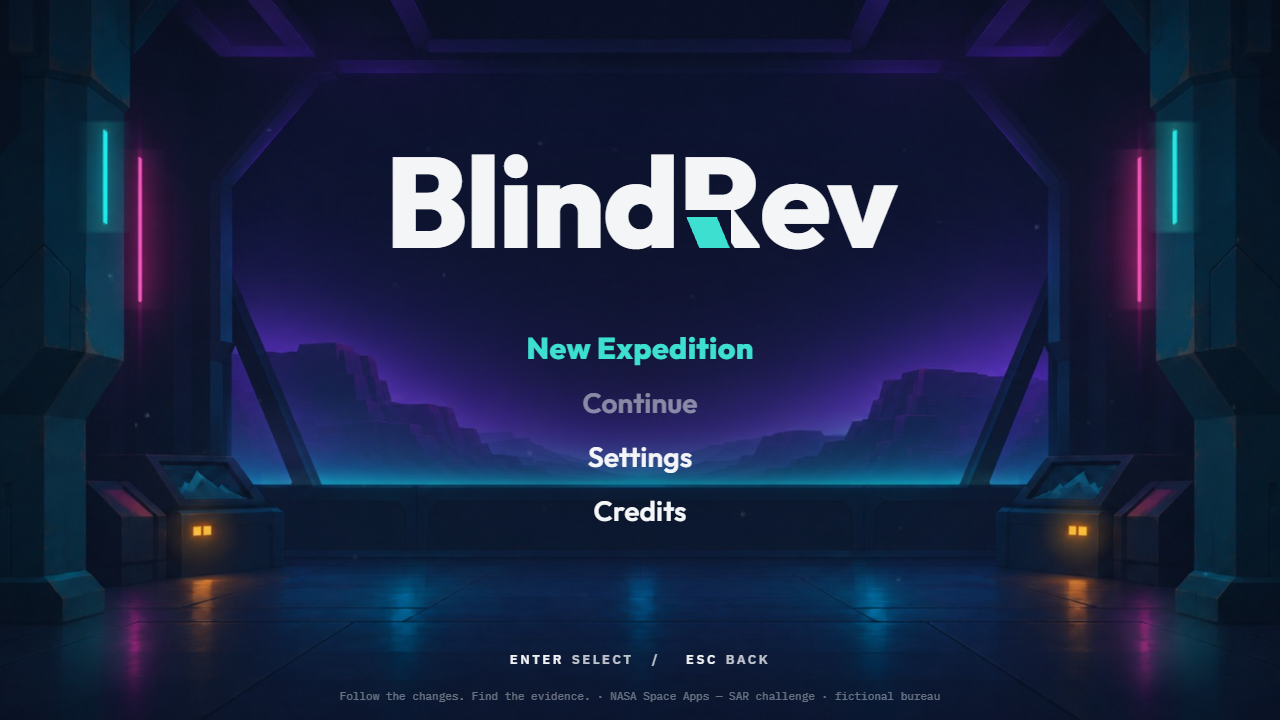 BlindRev
New Expedition
Continue
Settings
Credits
ENTER SELECT / ESC BACK
Follow the changes. Find the evidence. · NASA Space Apps — SAR challenge · fictional bureau